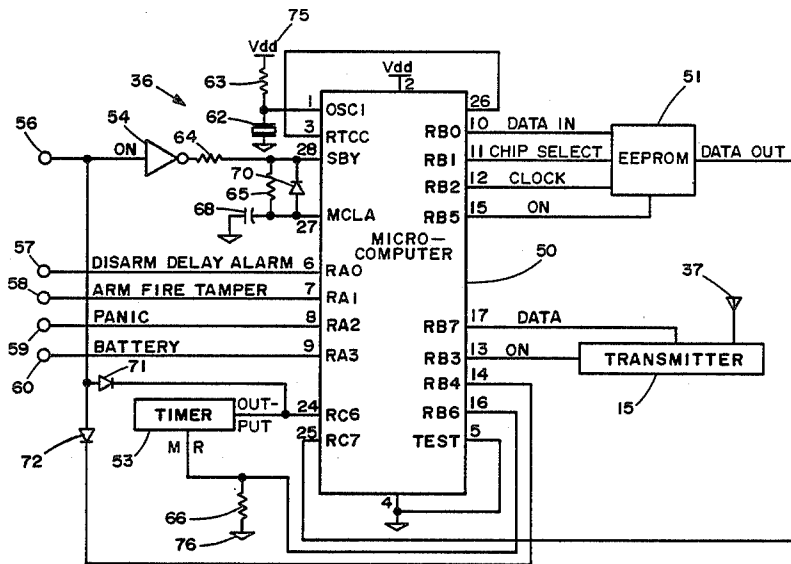 75
Vdd
36
63
Vdd
2
51
56
54
62
1
OSC1
26
3
RTCC
RB0
10
DATA IN
ON
64
28
SBY
RB1
11
CHIP SELECT
EEPROM
DATA OUT
70
RB2
12
CLOCK
65
68
27
MCLA
RB5
15
ON
MICRO-
COMPUTER
50
57
DISARM DELAY ALARM
6
RA0
58
ARM FIRE TAMPER
7
RA1
37
59
PANIC
8
RA2
RB7
17
DATA
60
BATTERY
9
RA3
RB3
13
ON
TRANSMITTER
71
RB4
14
15
TIMER
OUT-
PUT
24
RC6
RB6
16
72
53
M R
25
RC7
TEST
5
66
4
76